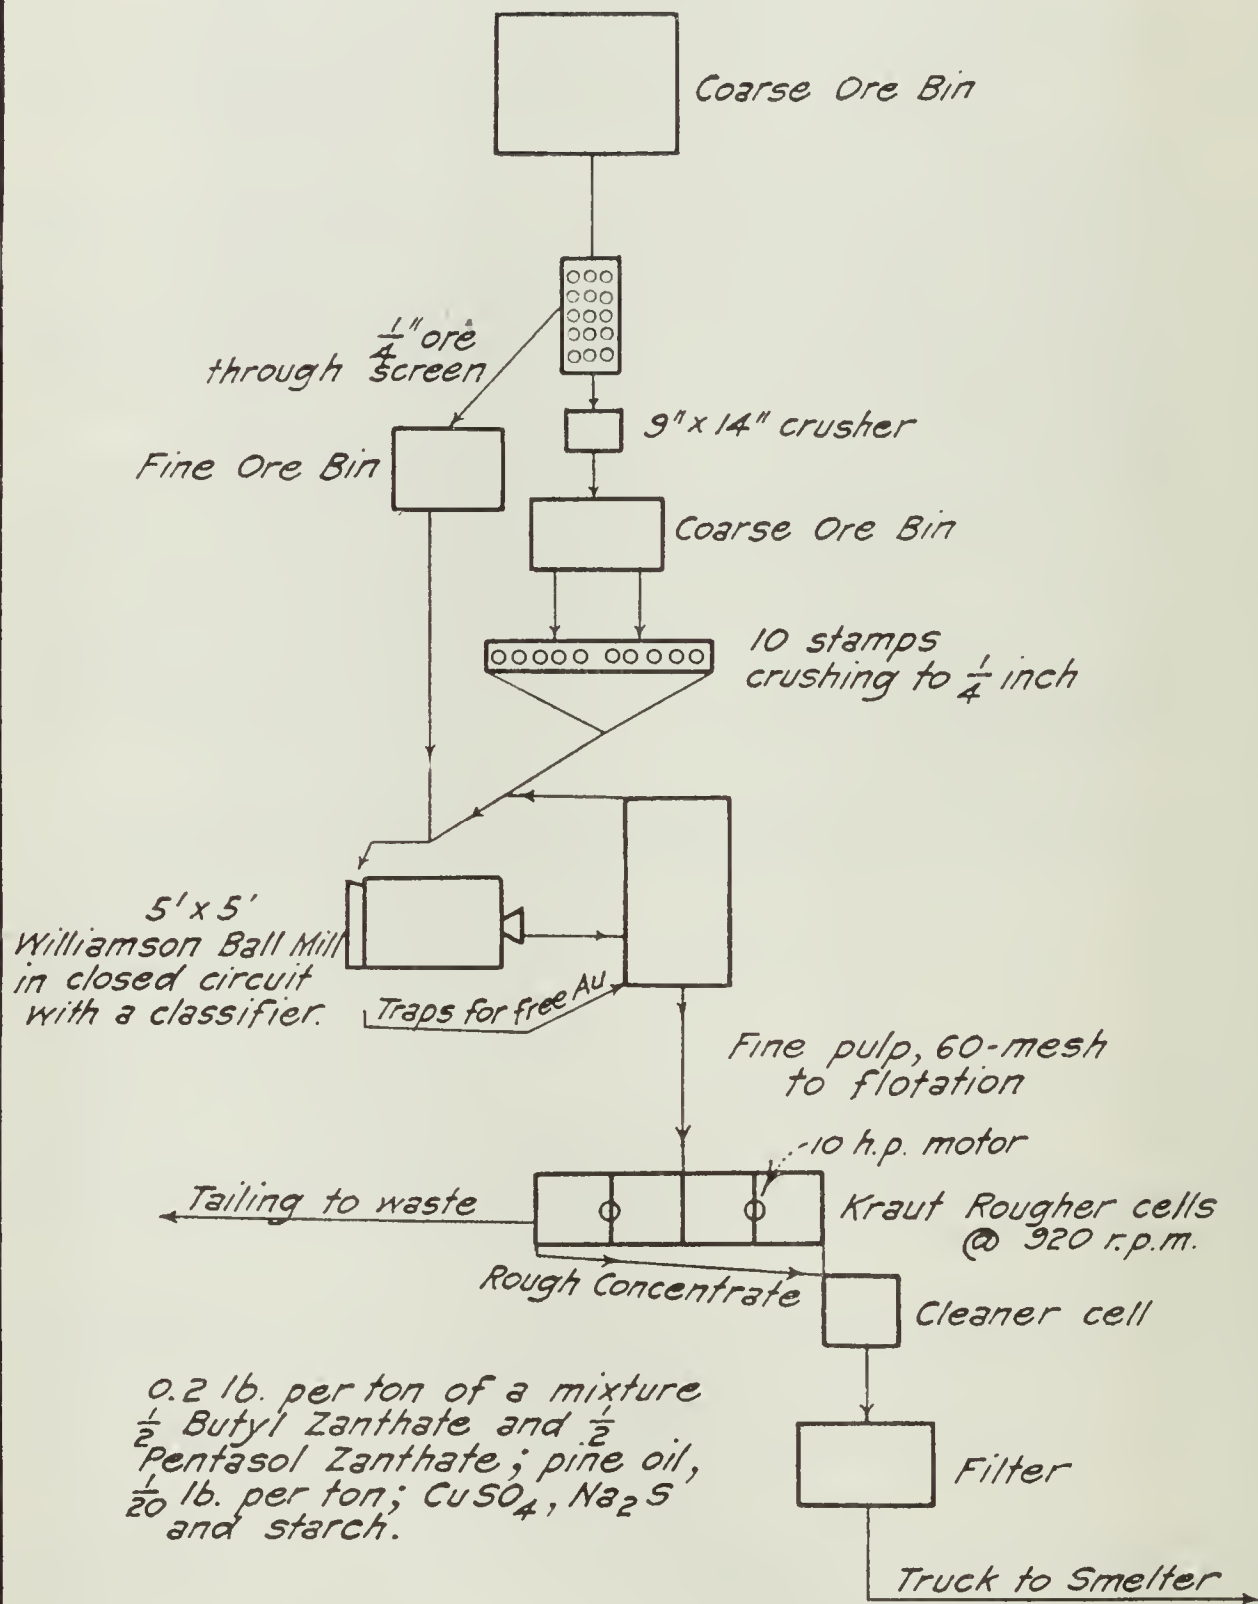 Coarse Ore Bin
1/4" ore
through screen
9" x 14" crusher
Fine Ore Bin
Coarse Ore Bin
10 stamps
crushing to 1/4 inch
5' x 5'
Williamson Ball Mill
in closed circuit
with a classifier.
Traps for free Au
Fine pulp, 60-mesh
to flotation
10 h.p. motor
Tailing to waste
Kraut Rougher cells
@ 920 r.p.m.
Rough Concentrate
Cleaner cell
0.2 lb. per ton of a mixture
1/2 Butyl Zanthate and 1/2
Pentasol Zanthate; pine oil,
1/20 lb. per ton; CuSO₄, Na₂S
and starch.
Filter
Truck to Smelter